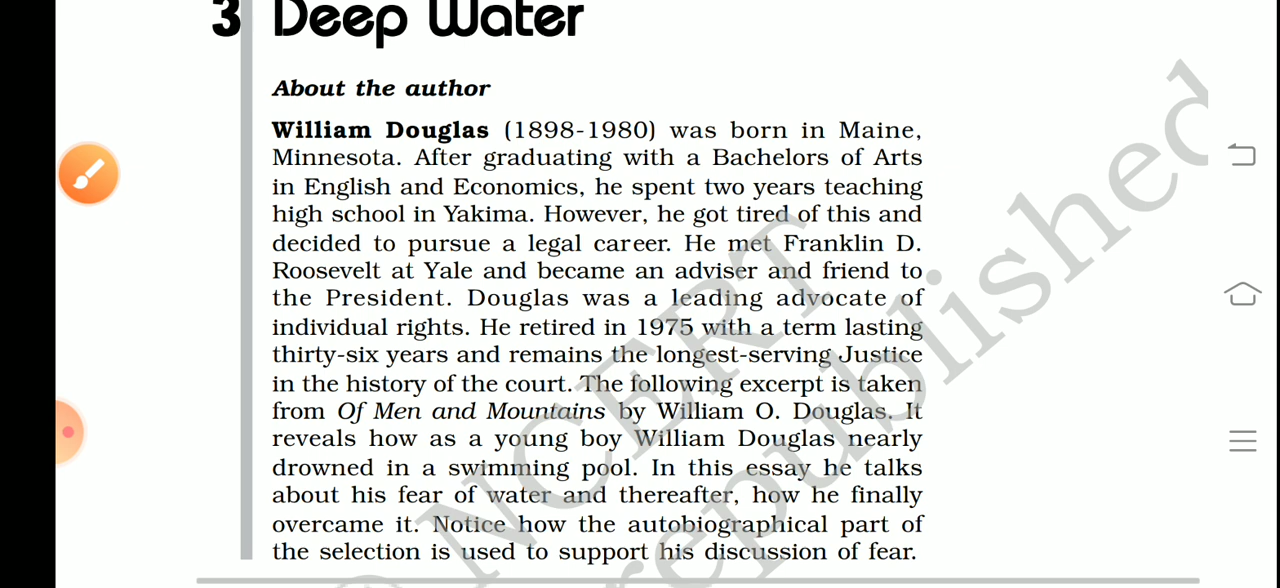 3 Deep Water
About the author
William Douglas (1898-1980) was born in Maine,
Minnesota. After graduating with a Bachelors of Arts
in English and Economics, he spent two years teaching
high school in Yakima. However, he got tired of this and
decided to pursue a legal career. He met Franklin D.
Roosevelt at Yale and became an adviser and friend to
the President. Douglas was a leading advocate of
individual rights. He retired in 1975 with a term lasting
thirty-six years and remains the longest-serving Justice
in the history of the court. The following excerpt is taken
from Of Men and Mountains by William O. Douglas. It
reveals how as a young boy William Douglas nearly
drowned in a swimming pool. In this essay he talks
about his fear of water and thereafter, how he finally
overcame it. Notice how the autobiographical part of
the selection is used to support his discussion of fear.
© NCERT
republished